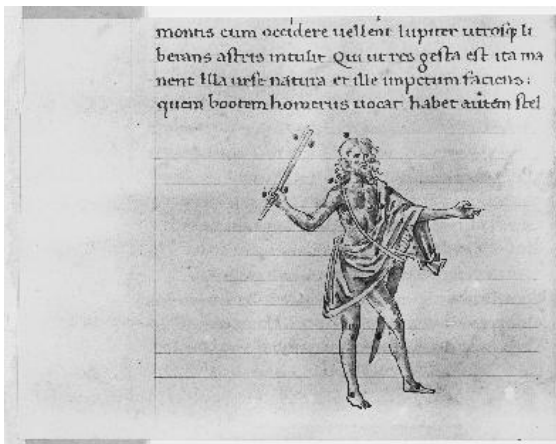 montis cum occidere uellent Iupiter utrosq; li
berans astris intulit Qui ut res gesta est ita ma
nent Illa urse natura et ille impetum faciens:
quem bootem homerus uocat habet autem stel